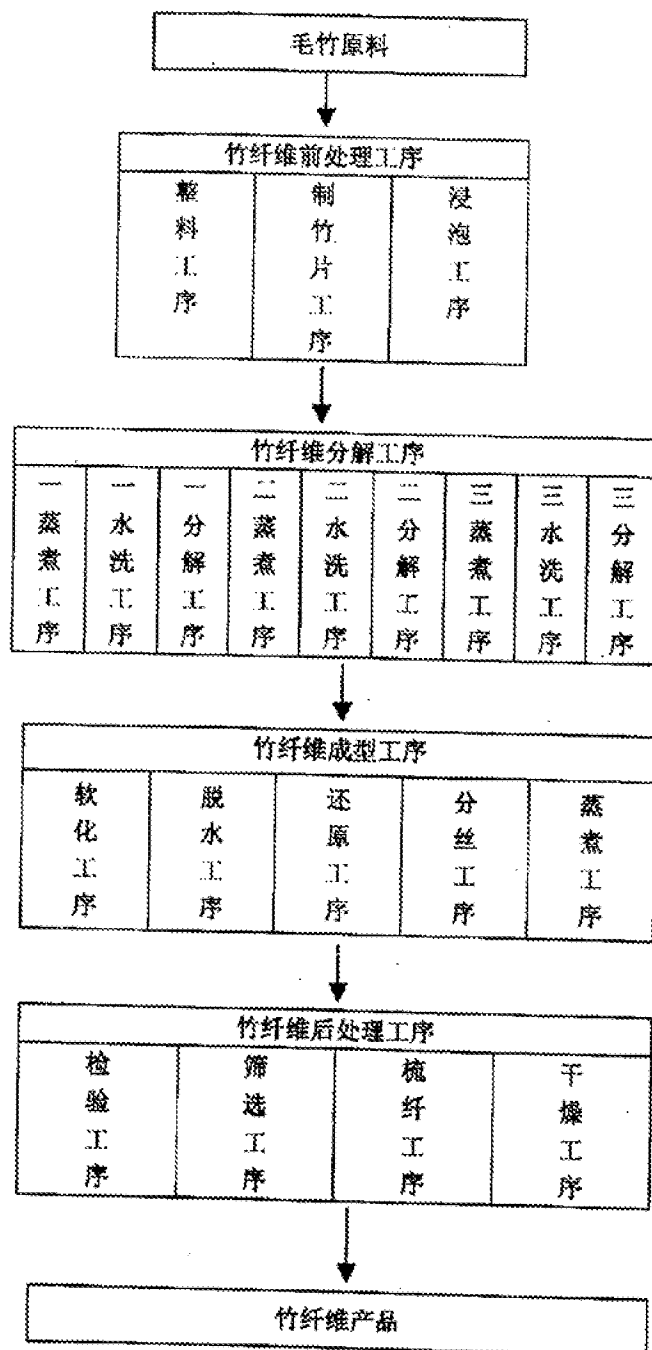 毛竹原料
竹纤维前处理工序
整料工序
制竹片工序
浸泡工序
竹纤维分解工序
一蒸煮工序
一水洗工序
一分解工序
二蒸煮工序
二水洗工序
二分解工序
三蒸煮工序
三水洗工序
三分解工序
竹纤维成型工序
软化工序
脱水工序
还原工序
分丝工序
蒸煮工序
竹纤维后处理工序
检验工序
筛选工序
梳纤工序
干燥工序
竹纤维产品